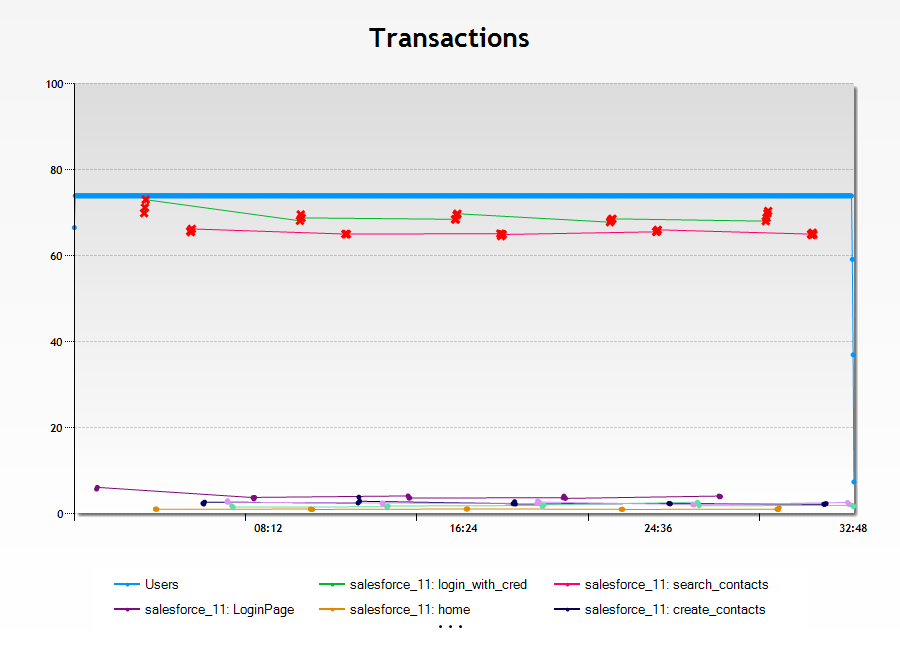 Transactions
100
80
60
40
20
0
08:12 16:24 24:36 32:48
Users salesforce_11: login_with_cred salesforce_11: search_contacts
salesforce_11: LoginPage salesforce_11: home salesforce_11: create_contacts
...